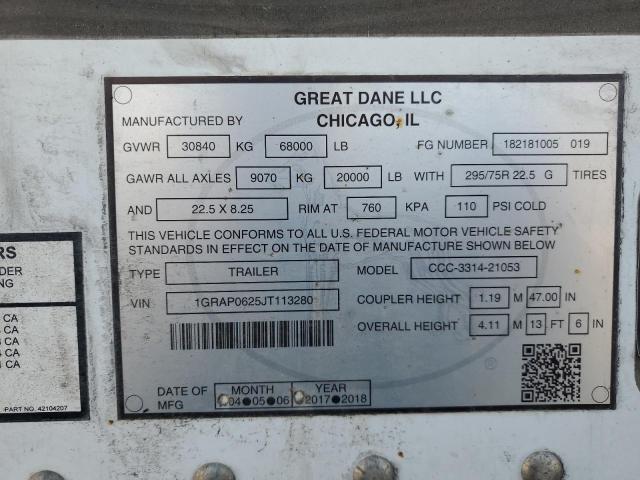 GREAT DANE LLC
MANUFACTURED BY CHICAGO, IL
GVWR 30840 KG 68000 LB FG NUMBER 182181005 019
GAWR ALL AXLES 9070 KG 20000 LB WITH 295/75R 22.5 G TIRES
AND 22.5 X 8.25 RIM AT 760 KPA 110 PSI COLD
THIS VEHICLE CONFORMS TO ALL U.S. FEDERAL MOTOR VEHICLE SAFETY
STANDARDS IN EFFECT ON THE DATE OF MANUFACTURE SHOWN BELOW
TYPE TRAILER MODEL CCC-3314-21053
VIN 1GRAP0625JT113280 COUPLER HEIGHT 1.19 M 47.00 IN
OVERALL HEIGHT 4.11 M 13 FT 6 IN
®
DATE OF MFG MONTH YEAR
04 05 06 2017 2018
RS
DER
NG
CA
CA
CA
CA
CA
PART NO. 42104207